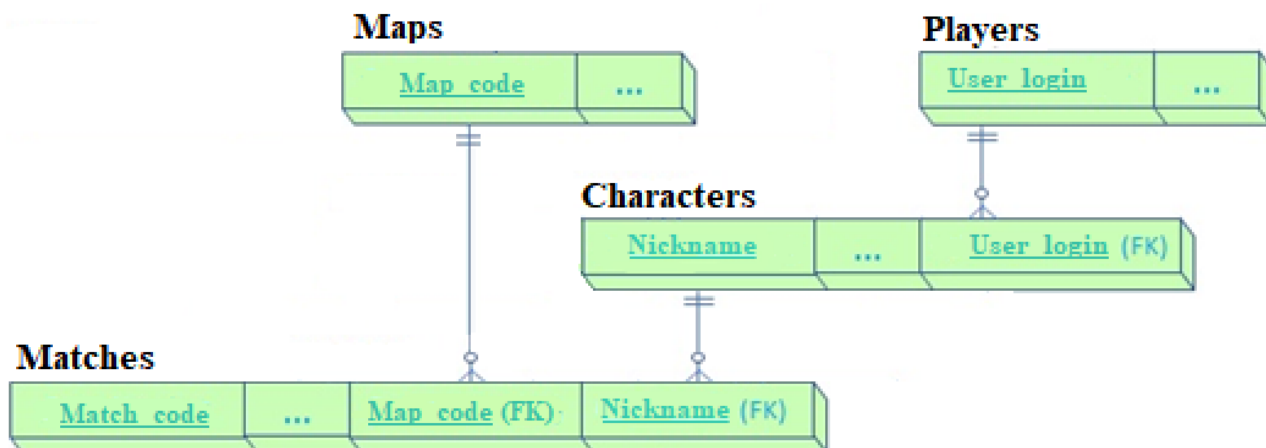 Maps
Players
Map_code ...
User_login ...
Characters
Nickname ... User_login (FK)
Matches
Match_code ... Map_code (FK) Nickname (FK)